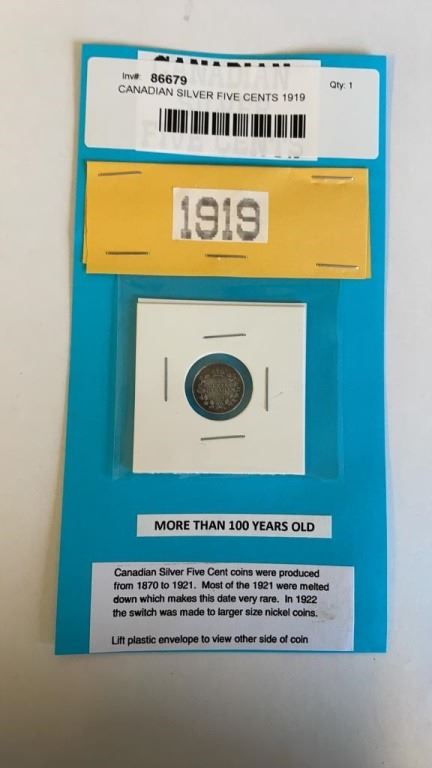 CANADIAN
Inv#: 86679
Qty: 1
CANADIAN SILVER FIVE CENTS 1919
FIVE CENTS
1919
MORE THAN 100 YEARS OLD
Canadian Silver Five Cent coins were produced
from 1870 to 1921. Most of the 1921 were melted
down which makes this date very rare. In 1922
the switch was made to larger size nickel coins.
Lift plastic envelope to view other side of coin